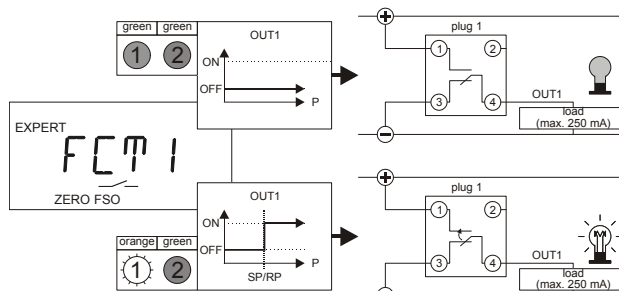 green green
1 2
OUT1
ON
OFF
P
plug 1
1 2
3 4
OUT1
load
(max. 250 mA)
EXPERT
FCT1
ZERO FSO
orange green
1 2
OUT1
ON
OFF
P
SP/RP
plug 1
1 2
3 4
OUT1
load
(max. 250 mA)